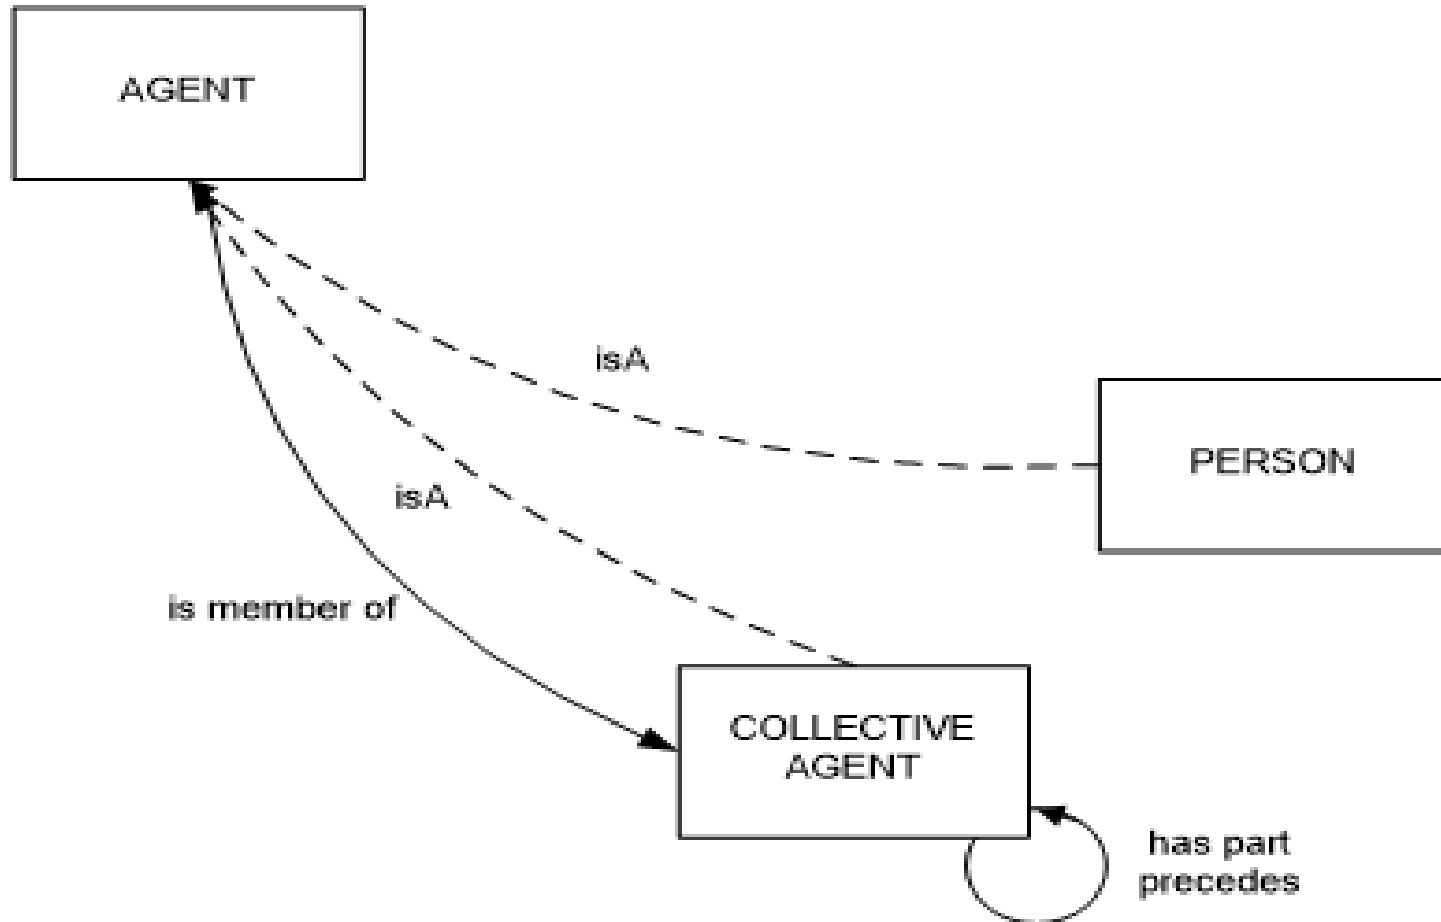 AGENT
isA
PERSON
isA
is member of
COLLECTIVE
AGENT
has part
precedes